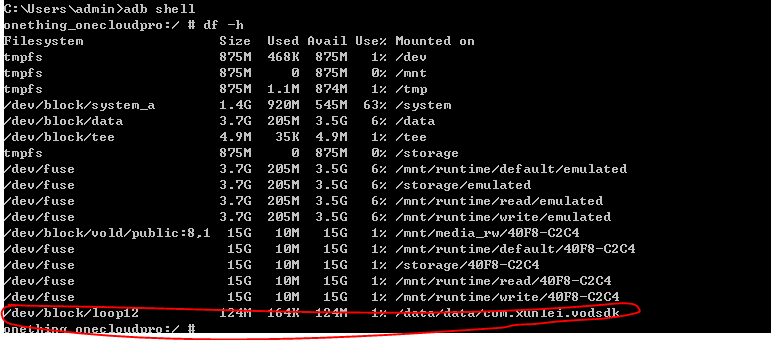 C:\Users\admin>adb shell
onething_onecloudpro:/ # df -h
Filesystem Size Used Avail Use% Mounted on
tmpfs 875M 468K 875M 1% /dev
tmpfs 875M 0 875M 0% /mnt
tmpfs 875M 1.1M 874M 1% /tmp
/dev/block/system_a 1.4G 920M 545M 63% /system
/dev/block/data 3.7G 205M 3.5G 6% /data
/dev/block/tee 4.9M 35K 4.9M 1% /tee
tmpfs 875M 0 875M 0% /storage
/dev/fuse 3.7G 205M 3.5G 6% /mnt/runtime/default/emulated
/dev/fuse 3.7G 205M 3.5G 6% /storage/emulated
/dev/fuse 3.7G 205M 3.5G 6% /mnt/runtime/read/emulated
/dev/fuse 3.7G 205M 3.5G 6% /mnt/runtime/write/emulated
/dev/block/vold/public:8,1 15G 10M 15G 1% /mnt/media_rw/40F8-C2C4
/dev/fuse 15G 10M 15G 1% /mnt/runtime/default/40F8-C2C4
/dev/fuse 15G 10M 15G 1% /storage/40F8-C2C4
/dev/fuse 15G 10M 15G 1% /mnt/runtime/read/40F8-C2C4
/dev/fuse 15G 10M 15G 1% /mnt/runtime/write/40F8-C2C4
/dev/block/loop12 124M 164K 124M 1% /data/data/com.xunlei.vodsdk
onething_onecloudpro:/ #